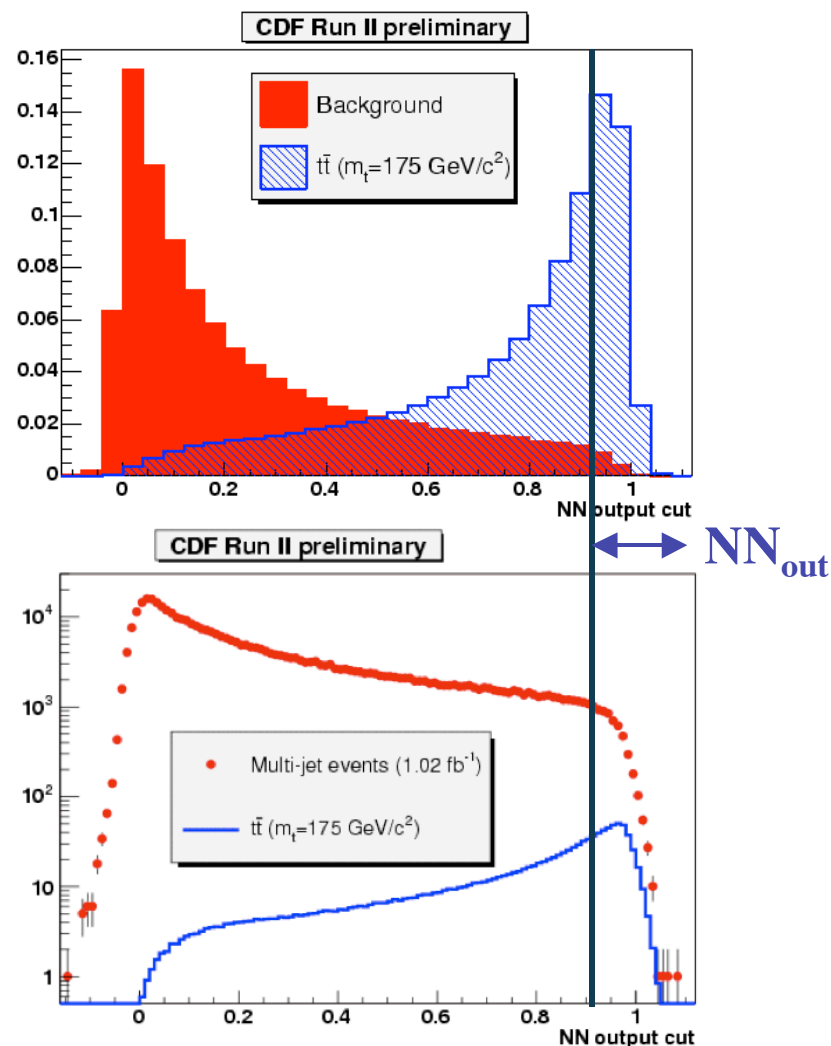 CDF Run II preliminary
0.16
0.14
0.12
0.1
0.08
0.06
0.04
0.02
0
Background
tt̄ (m_t=175 GeV/c²)
0 0.2 0.4 0.6 0.8 1
NN output cut
NN_out
CDF Run II preliminary
10⁴
10³
10²
10
1
Multi-jet events (1.02 fb⁻¹)
tt̄ (m_t=175 GeV/c²)
0 0.2 0.4 0.6 0.8 1
NN output cut